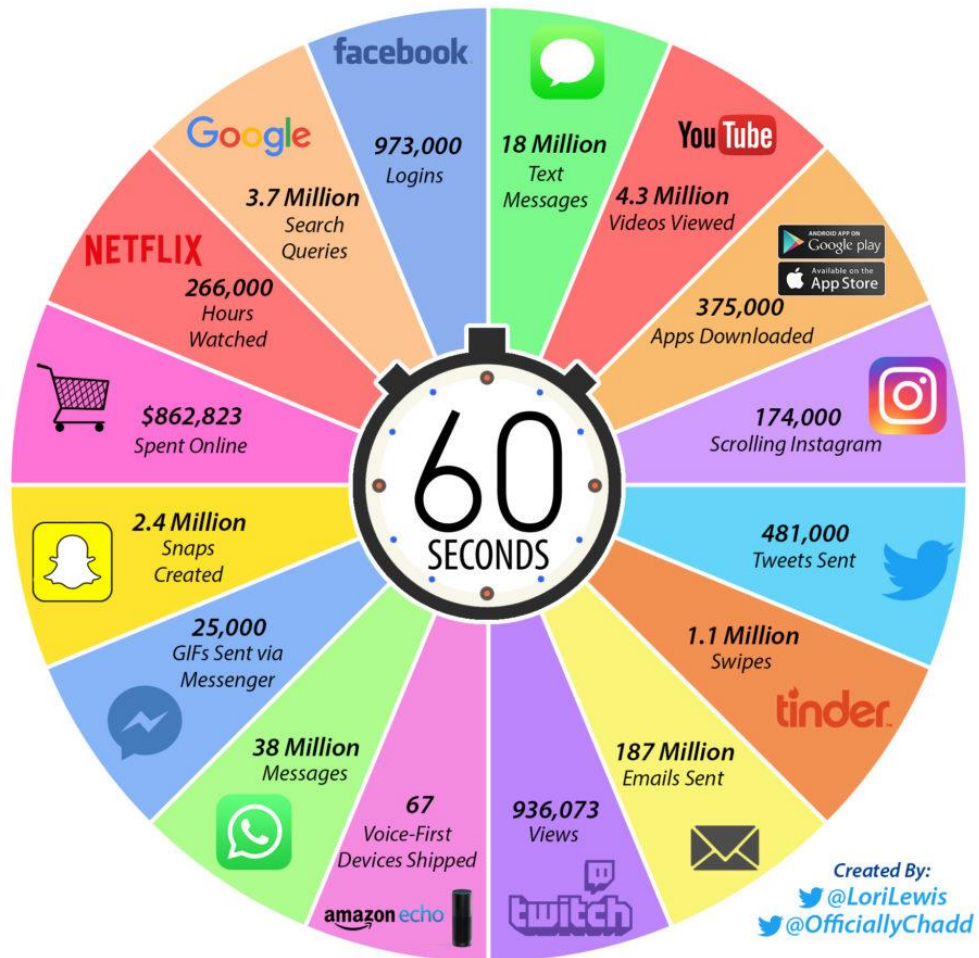 facebook
973,000
Logins
18 Million
Text
Messages
YouTube
4.3 Million
Videos Viewed
ANDROID APP ON
Google play
Available on the
App Store
375,000
Apps Downloaded
174,000
Scrolling Instagram
481,000
Tweets Sent
1.1 Million
Swipes
tinder
187 Million
Emails Sent
936,073
Views
twitch
67
Voice-First
Devices Shipped
amazon echo
38 Million
Messages
25,000
GIFs Sent via
Messenger
2.4 Million
Snaps
Created
$862,823
Spent Online
NETFLIX
266,000
Hours
Watched
Google
3.7 Million
Search
Queries
60
SECONDS
Created By:
@LoriLewis
@OfficiallyChadd